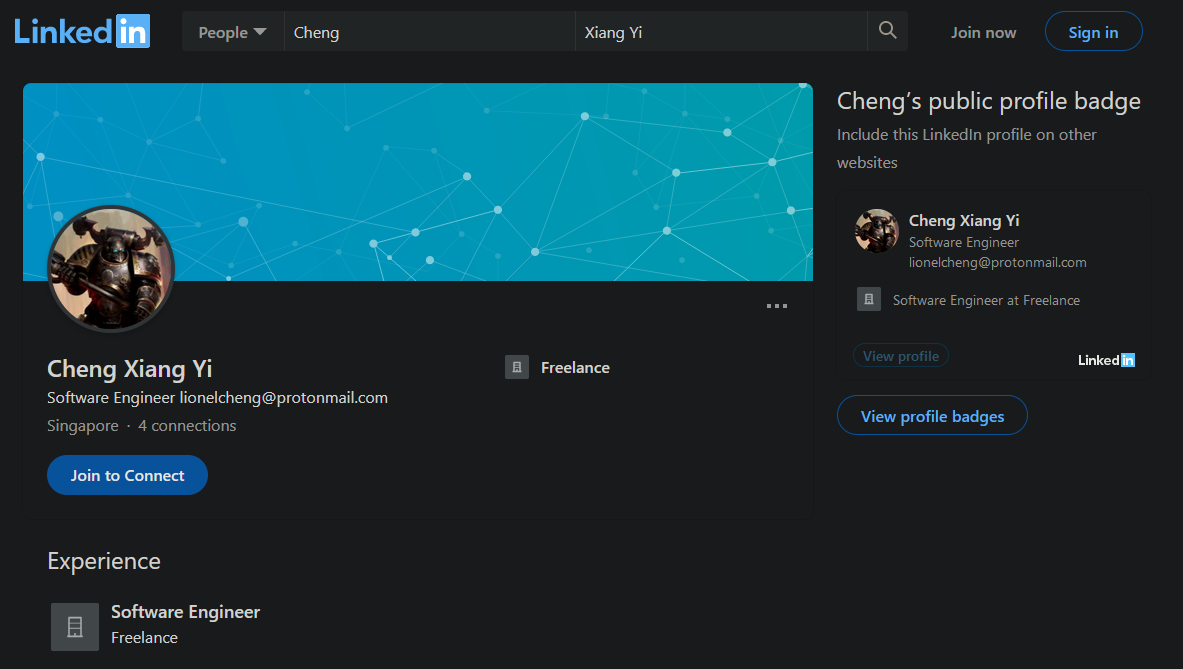 LinkedIn
People
Cheng
Xiang Yi
Join now
Sign in
Cheng Xiang Yi
Software Engineer lionelcheng@protonmail.com
Singapore · 4 connections
Freelance
Join to Connect
Experience
Software Engineer
Freelance
Cheng’s public profile badge
Include this LinkedIn profile on other
websites
Cheng Xiang Yi
Software Engineer
lionelcheng@protonmail.com
Software Engineer at Freelance
View profile
LinkedIn
View profile badges